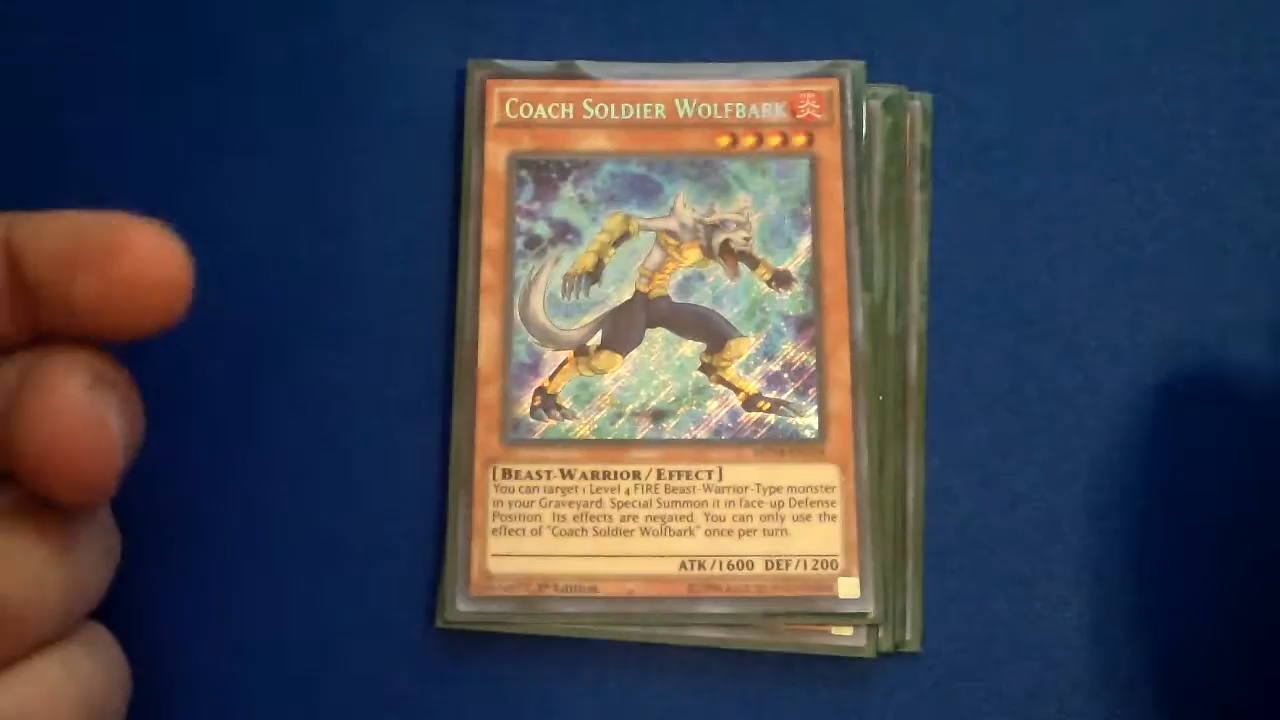 COACH SOLDIER WOLFBARK 炎
[BEAST-WARRIOR/EFFECT]
You can target 1 Level 4 FIRE Beast-Warrior-Type monster
in your Graveyard; Special Summon it in face-up Defense
Position. Its effects are negated. You can only use the
effect of "Coach Soldier Wolfbark" once per turn.
ATK/1600 DEF/1200
1st Edition